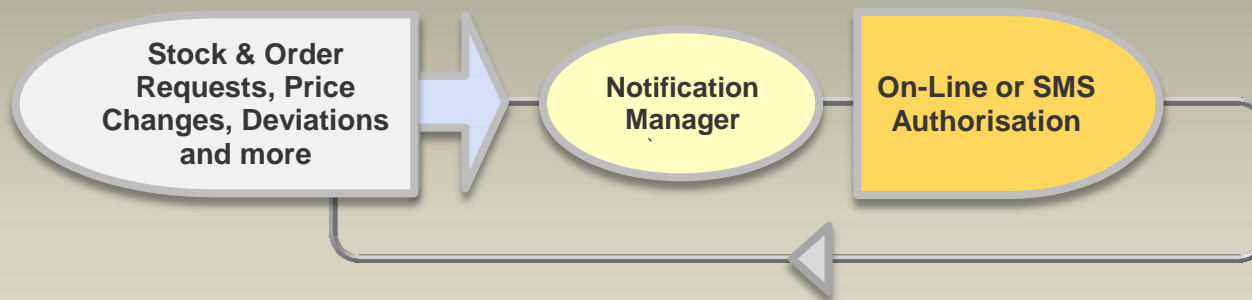 Stock & Order
Requests, Price
Changes, Deviations
and more
Notification
Manager
`
On-Line or SMS
Authorisation